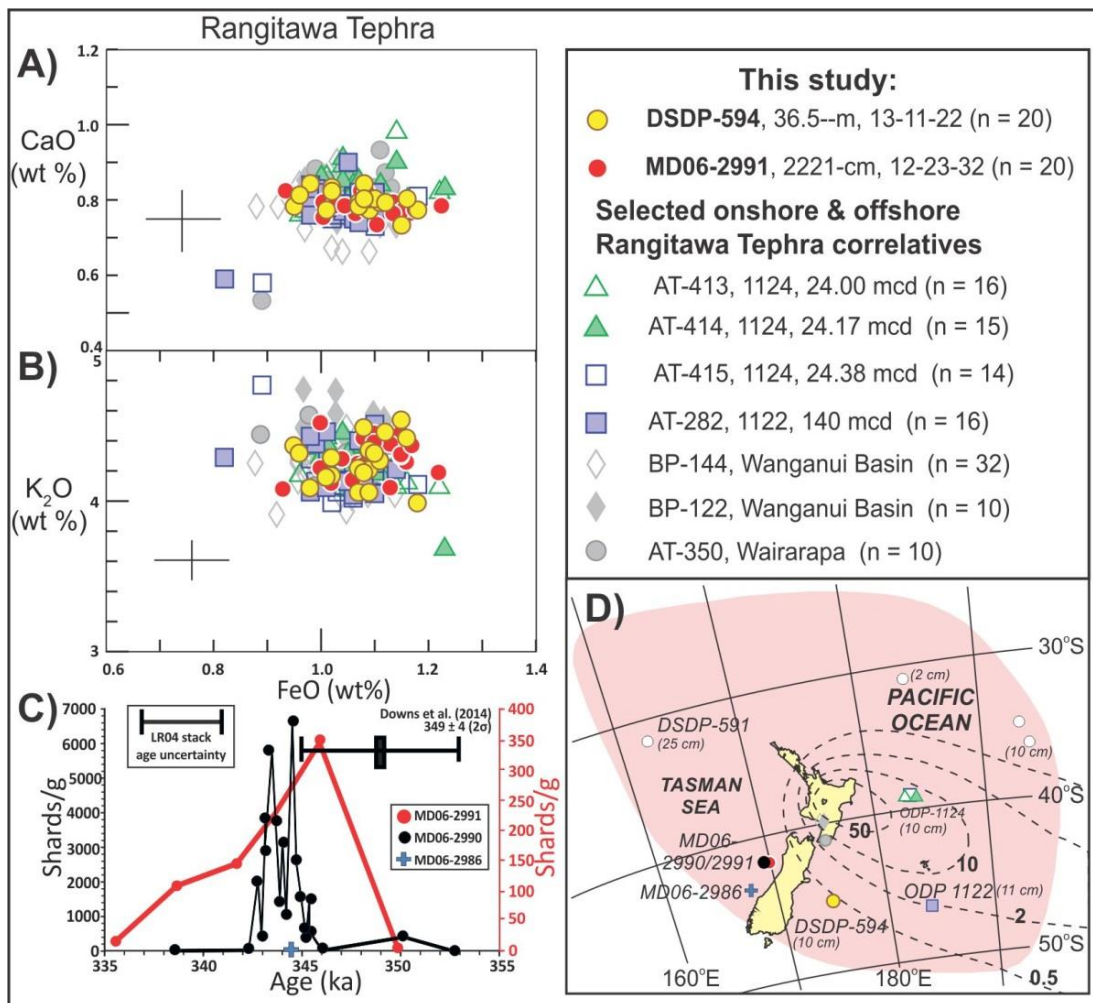 Rangitawa Tephra
A)
1.2
1.0
CaO
(wt %)
0.8
0.6
0.4
B)
5
K2O
(wt %)
4
3
0.6
0.8
1.0
1.2
1.4
FeO (wt%)
C)
7000
6000
5000
4000
3000
2000
1000
0
Shards/g
400
350
300
250
200
150
100
50
0
Shards/g
LR04 stack
age uncertainty
Downs et al. (2014)
349 ± 4 (2σ)
MD06-2991
MD06-2990
MD06-2986
335
340
345
350
355
Age (ka)
This study:
DSDP-594, 36.5--m, 13-11-22 (n = 20)
MD06-2991, 2221-cm, 12-23-32 (n = 20)
Selected onshore & offshore
Rangitawa Tephra correlatives
AT-413, 1124, 24.00 mcd (n = 16)
AT-414, 1124, 24.17 mcd (n = 15)
AT-415, 1124, 24.38 mcd (n = 14)
AT-282, 1122, 140 mcd (n = 16)
BP-144, Wanganui Basin (n = 32)
BP-122, Wanganui Basin (n = 10)
AT-350, Wairarapa (n = 10)
D)
30°S
(2 cm)
PACIFIC
OCEAN
DSDP-591
(25 cm)
(10 cm)
TASMAN
SEA
40°S
ODP-1124
(10 cm)
50
MD06-
2990/2991
10
MD06-2986
ODP 1122 (11 cm)
2
DSDP-594
(10 cm)
50°S
0.5
160°E
180°E